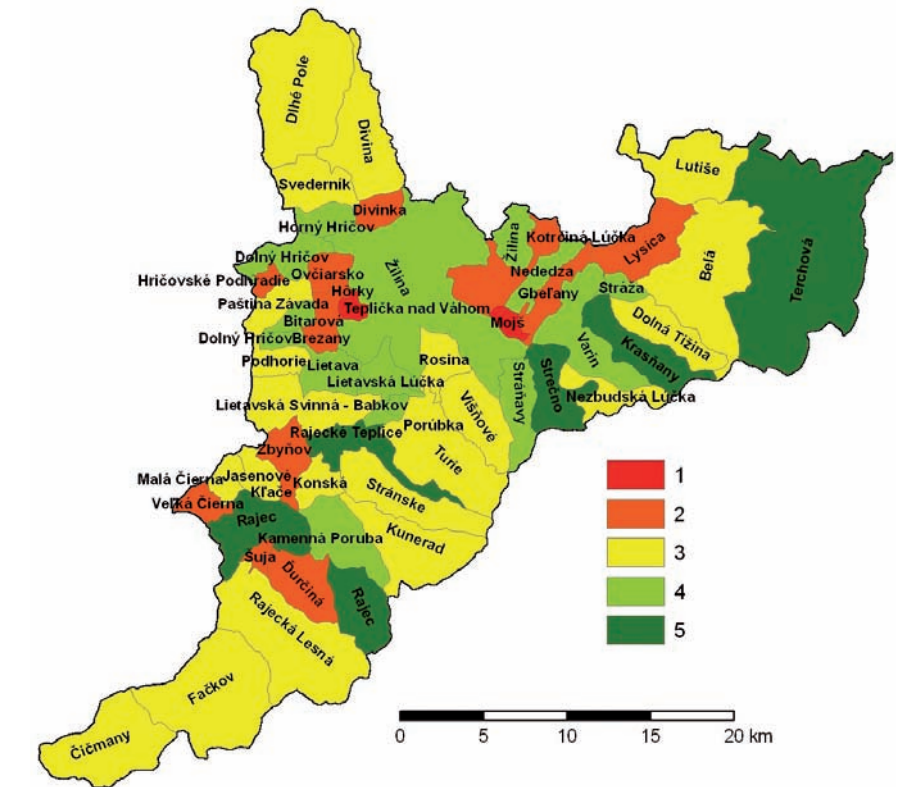 Dlhé Pole
Divina
Lutiše
Svederník
Divinka
Horný Hričov
Žilina
Kotrčiná Lúčka
Lysica
Belá
Terchová
Dolný Hričov
Ovčiarsko
Žilina
Nededza
Hričovské Podhradie
Hôrky
Gbeľany
Stráža
Paština Závada
Teplička nad Váhom
Bitarová
Mojš
Dolná Tižina
Dolný Hričov
Brezany
Varín
Krasňany
Podhorie
Lietava
Rosina
Lietavská Lúčka
Stráňavy
Strečno
Nezbudská Lúčka
Lietavská Svinná - Babkov
Višňové
Rajecké Teplice
Porúbka
Zbyňov
Turie
Malá Čierna
Jasenové
Konská
Kľače
Stránske
Veľká Čierna
Rajec
Kamenná Poruba
Kunerad
Šuja
Ďurčiná
Rajec
Rajecká Lesná
Fačkov
Čičmany
1
2
3
4
5
0 5 10 15 20 km